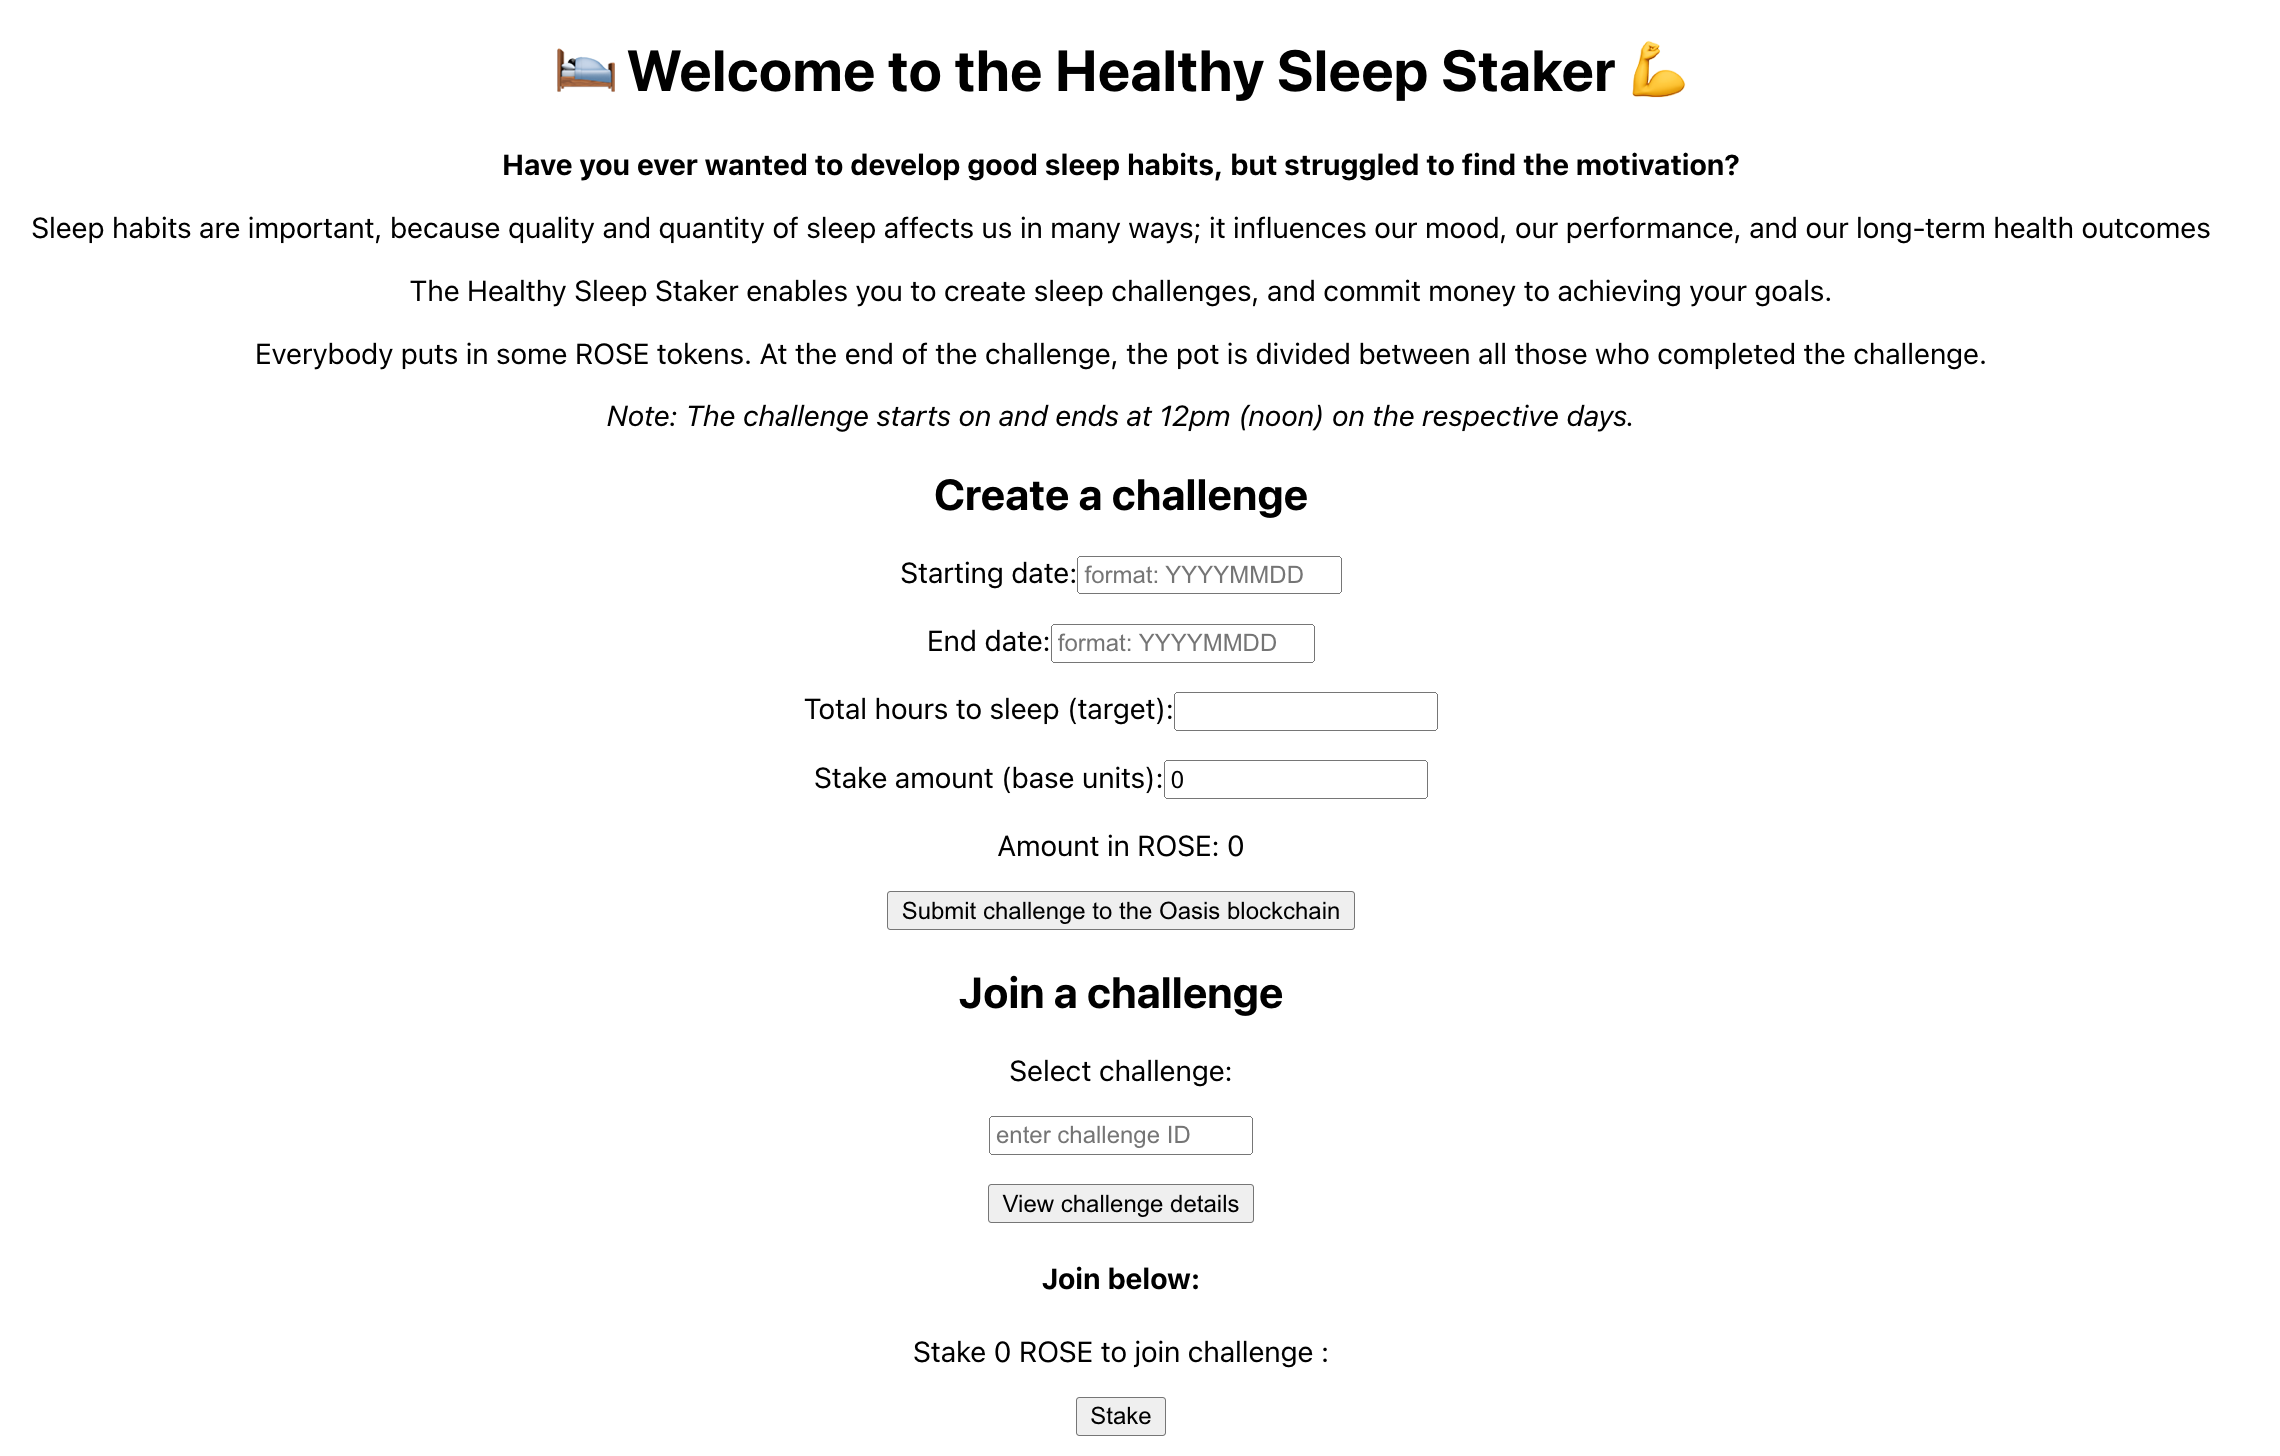 Welcome to the Healthy Sleep Staker
Have you ever wanted to develop good sleep habits, but struggled to find the motivation?
Sleep habits are important, because quality and quantity of sleep affects us in many ways; it influences our mood, our performance, and our long-term health outcomes
The Healthy Sleep Staker enables you to create sleep challenges, and commit money to achieving your goals.
Everybody puts in some ROSE tokens. At the end of the challenge, the pot is divided between all those who completed the challenge.
Note: The challenge starts on and ends at 12pm (noon) on the respective days.
Create a challenge
Starting date: format: YYYYMMDD
End date: format: YYYYMMDD
Total hours to sleep (target):
Stake amount (base units): 0
Amount in ROSE: 0
Submit challenge to the Oasis blockchain
Join a challenge
Select challenge:
enter challenge ID
View challenge details
Join below:
Stake 0 ROSE to join challenge :
Stake